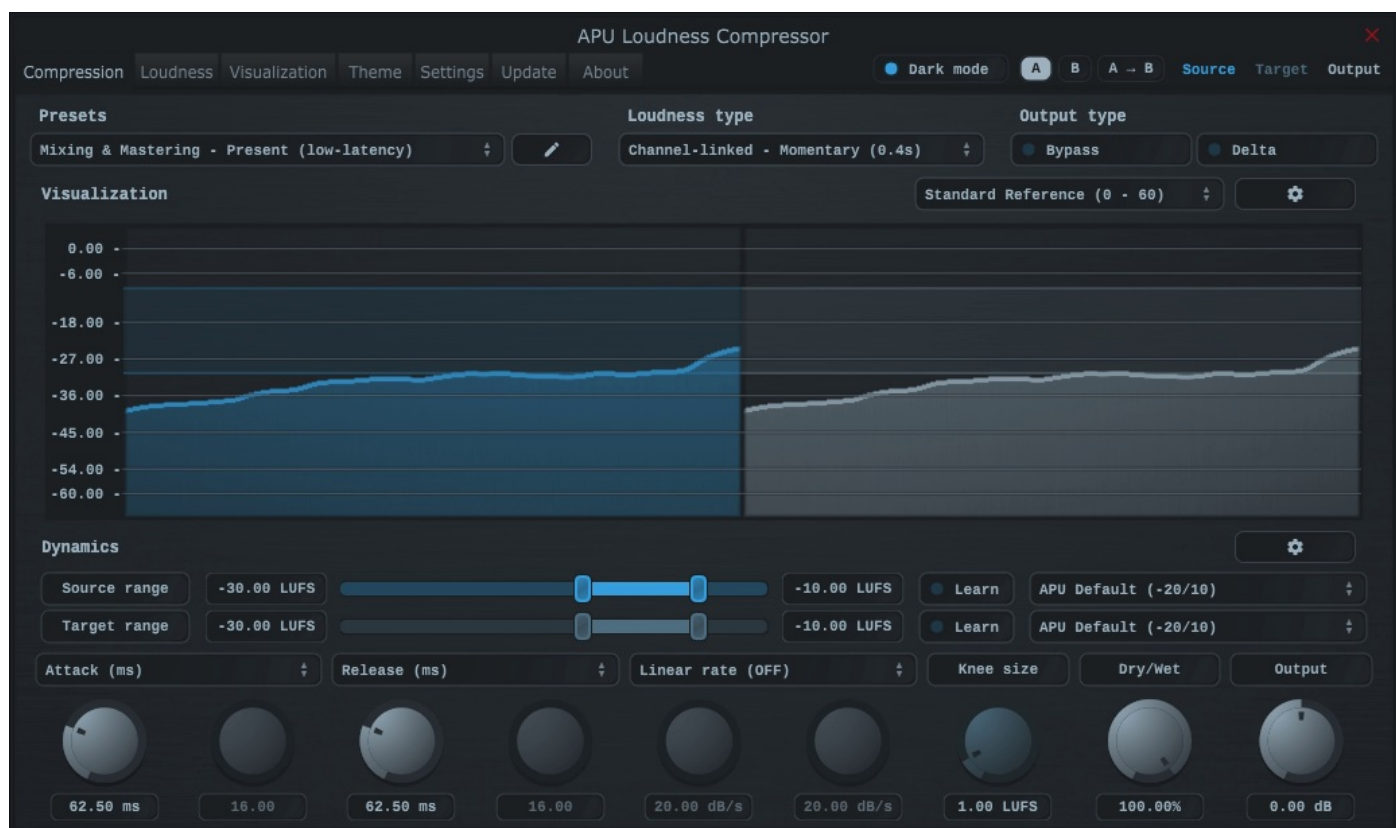 APU Loudness Compressor
Compression Loudness Visualization Theme Settings Update About Dark mode A B A → B Source Target Output
Presets Loudness type Output type
Mixing & Mastering - Present (low-latency) Channel-linked - Momentary (0.4s) Bypass Delta
Visualization Standard Reference (0 - 60)
0.00 -
-6.00 -
-18.00 -
-27.00 -
-36.00 -
-45.00 -
-54.00 -
-60.00 -
Dynamics
Source range -30.00 LUFS -10.00 LUFS Learn APU Default (-20/10)
Target range -30.00 LUFS -10.00 LUFS Learn APU Default (-20/10)
Attack (ms) Release (ms) Linear rate (OFF) Knee size Dry/Wet Output
62.50 ms 16.00 62.50 ms 16.00 20.00 dB/s 20.00 dB/s 1.00 LUFS 100.00% 0.00 dB